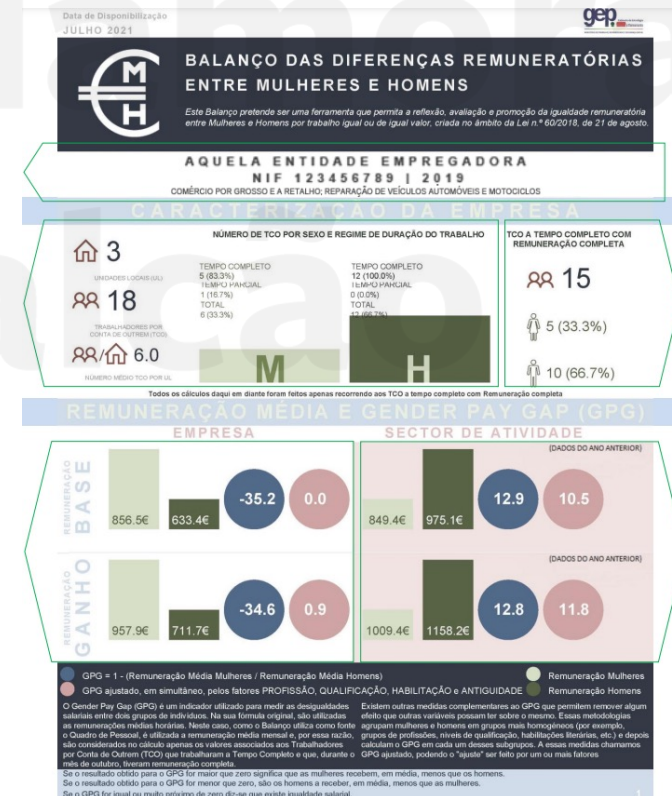 Data de Disponibilização
JULHO 2021
gep
BALANÇO DAS DIFERENÇAS REMUNERATÓRIAS
ENTRE MULHERES E HOMENS
Este Balanço pretende ser uma ferramenta que permita a reflexão, avaliação e promoção da igualdade remuneratória
entre Mulheres e Homens por trabalho igual ou de igual valor, criada no âmbito da Lei n.º 60/2018, de 21 de agosto.
AQUELA ENTIDADE EMPREGADORA
NIF 123456789 | 2019
COMÉRCIO POR GROSSO E A RETALHO; REPARAÇÃO DE VEÍCULOS AUTOMÓVEIS E MOTOCICLOS
CARACTERIZAÇÃO DA EMPRESA
3
UNIDADES LOCAIS (UL)
18
TRABALHADORES POR
CONTA DE OUTREM (TCO)
6.0
NÚMERO MÉDIO TCO POR UL
NÚMERO DE TCO POR SEXO E REGIME DE DURAÇÃO DO TRABALHO
TEMPO COMPLETO
5 (83.3%)
TEMPO PARCIAL
1 (16.7%)
TOTAL
6 (33.3%)
M
TEMPO COMPLETO
12 (100.0%)
TEMPO PARCIAL
0 (0.0%)
TOTAL
12 (66.7%)
H
TCO A TEMPO COMPLETO COM
REMUNERAÇÃO COMPLETA
15
5 (33.3%)
10 (66.7%)
Todos os cálculos daqui em diante foram feitos apenas recorrendo aos TCO a tempo completo com Remuneração completa
REMUNERAÇÃO MÉDIA E GENDER PAY GAP (GPG)
EMPRESA
SECTOR DE ATIVIDADE
REMUNERAÇÃO
BASE
856.5€ 633.4€ -35.2 0.0
(DADOS DO ANO ANTERIOR)
849.4€ 975.1€ 12.9 10.5
REMUNERAÇÃO
GANHO
957.9€ 711.7€ -34.6 0.9
(DADOS DO ANO ANTERIOR)
1009.4€ 1158.2€ 12.8 11.8
GPG = 1 - (Remuneração Média Mulheres / Remuneração Média Homens)
Remuneração Mulheres
GPG ajustado, em simultâneo, pelos fatores PROFISSÃO, QUALIFICAÇÃO, HABILITAÇÃO e ANTIGUIDADE
Remuneração Homens
O Gender Pay Gap (GPG) é um indicador utilizado para medir as desigualdades
salariais entre dois grupos de indivíduos. Na sua fórmula original, são utilizadas
as remunerações médias horárias. Neste caso, como o Balanço utiliza como fonte
o Quadro de Pessoal, é utilizada a remuneração média mensal e, por essa razão,
são considerados no cálculo apenas os valores associados aos Trabalhadores
por Conta de Outrem (TCO) que trabalharam a Tempo Completo e que, durante o
mês de outubro, tiveram remuneração completa.
Existem outras medidas complementares ao GPG que permitem remover algum
efeito que outras variáveis possam ter sobre o mesmo. Essas metodologias
agrupam mulheres e homens em grupos mais homogéneos (por exemplo,
grupos de profissões, níveis de qualificação, habilitações literárias, etc.) e depois
calculam o GPG em cada um desses subgrupos. A essas medidas chamamos
GPG ajustado, podendo o "ajuste" ser feito por um ou mais fatores
Se o resultado obtido para o GPG for maior que zero significa que as mulheres recebem, em média, menos que os homens.
Se o resultado obtido para o GPG for menor que zero, são os homens a receber, em média, menos que as mulheres.
Se o GPG for igual ou muito próximo de zero diz-se que existe igualdade salarial.
1